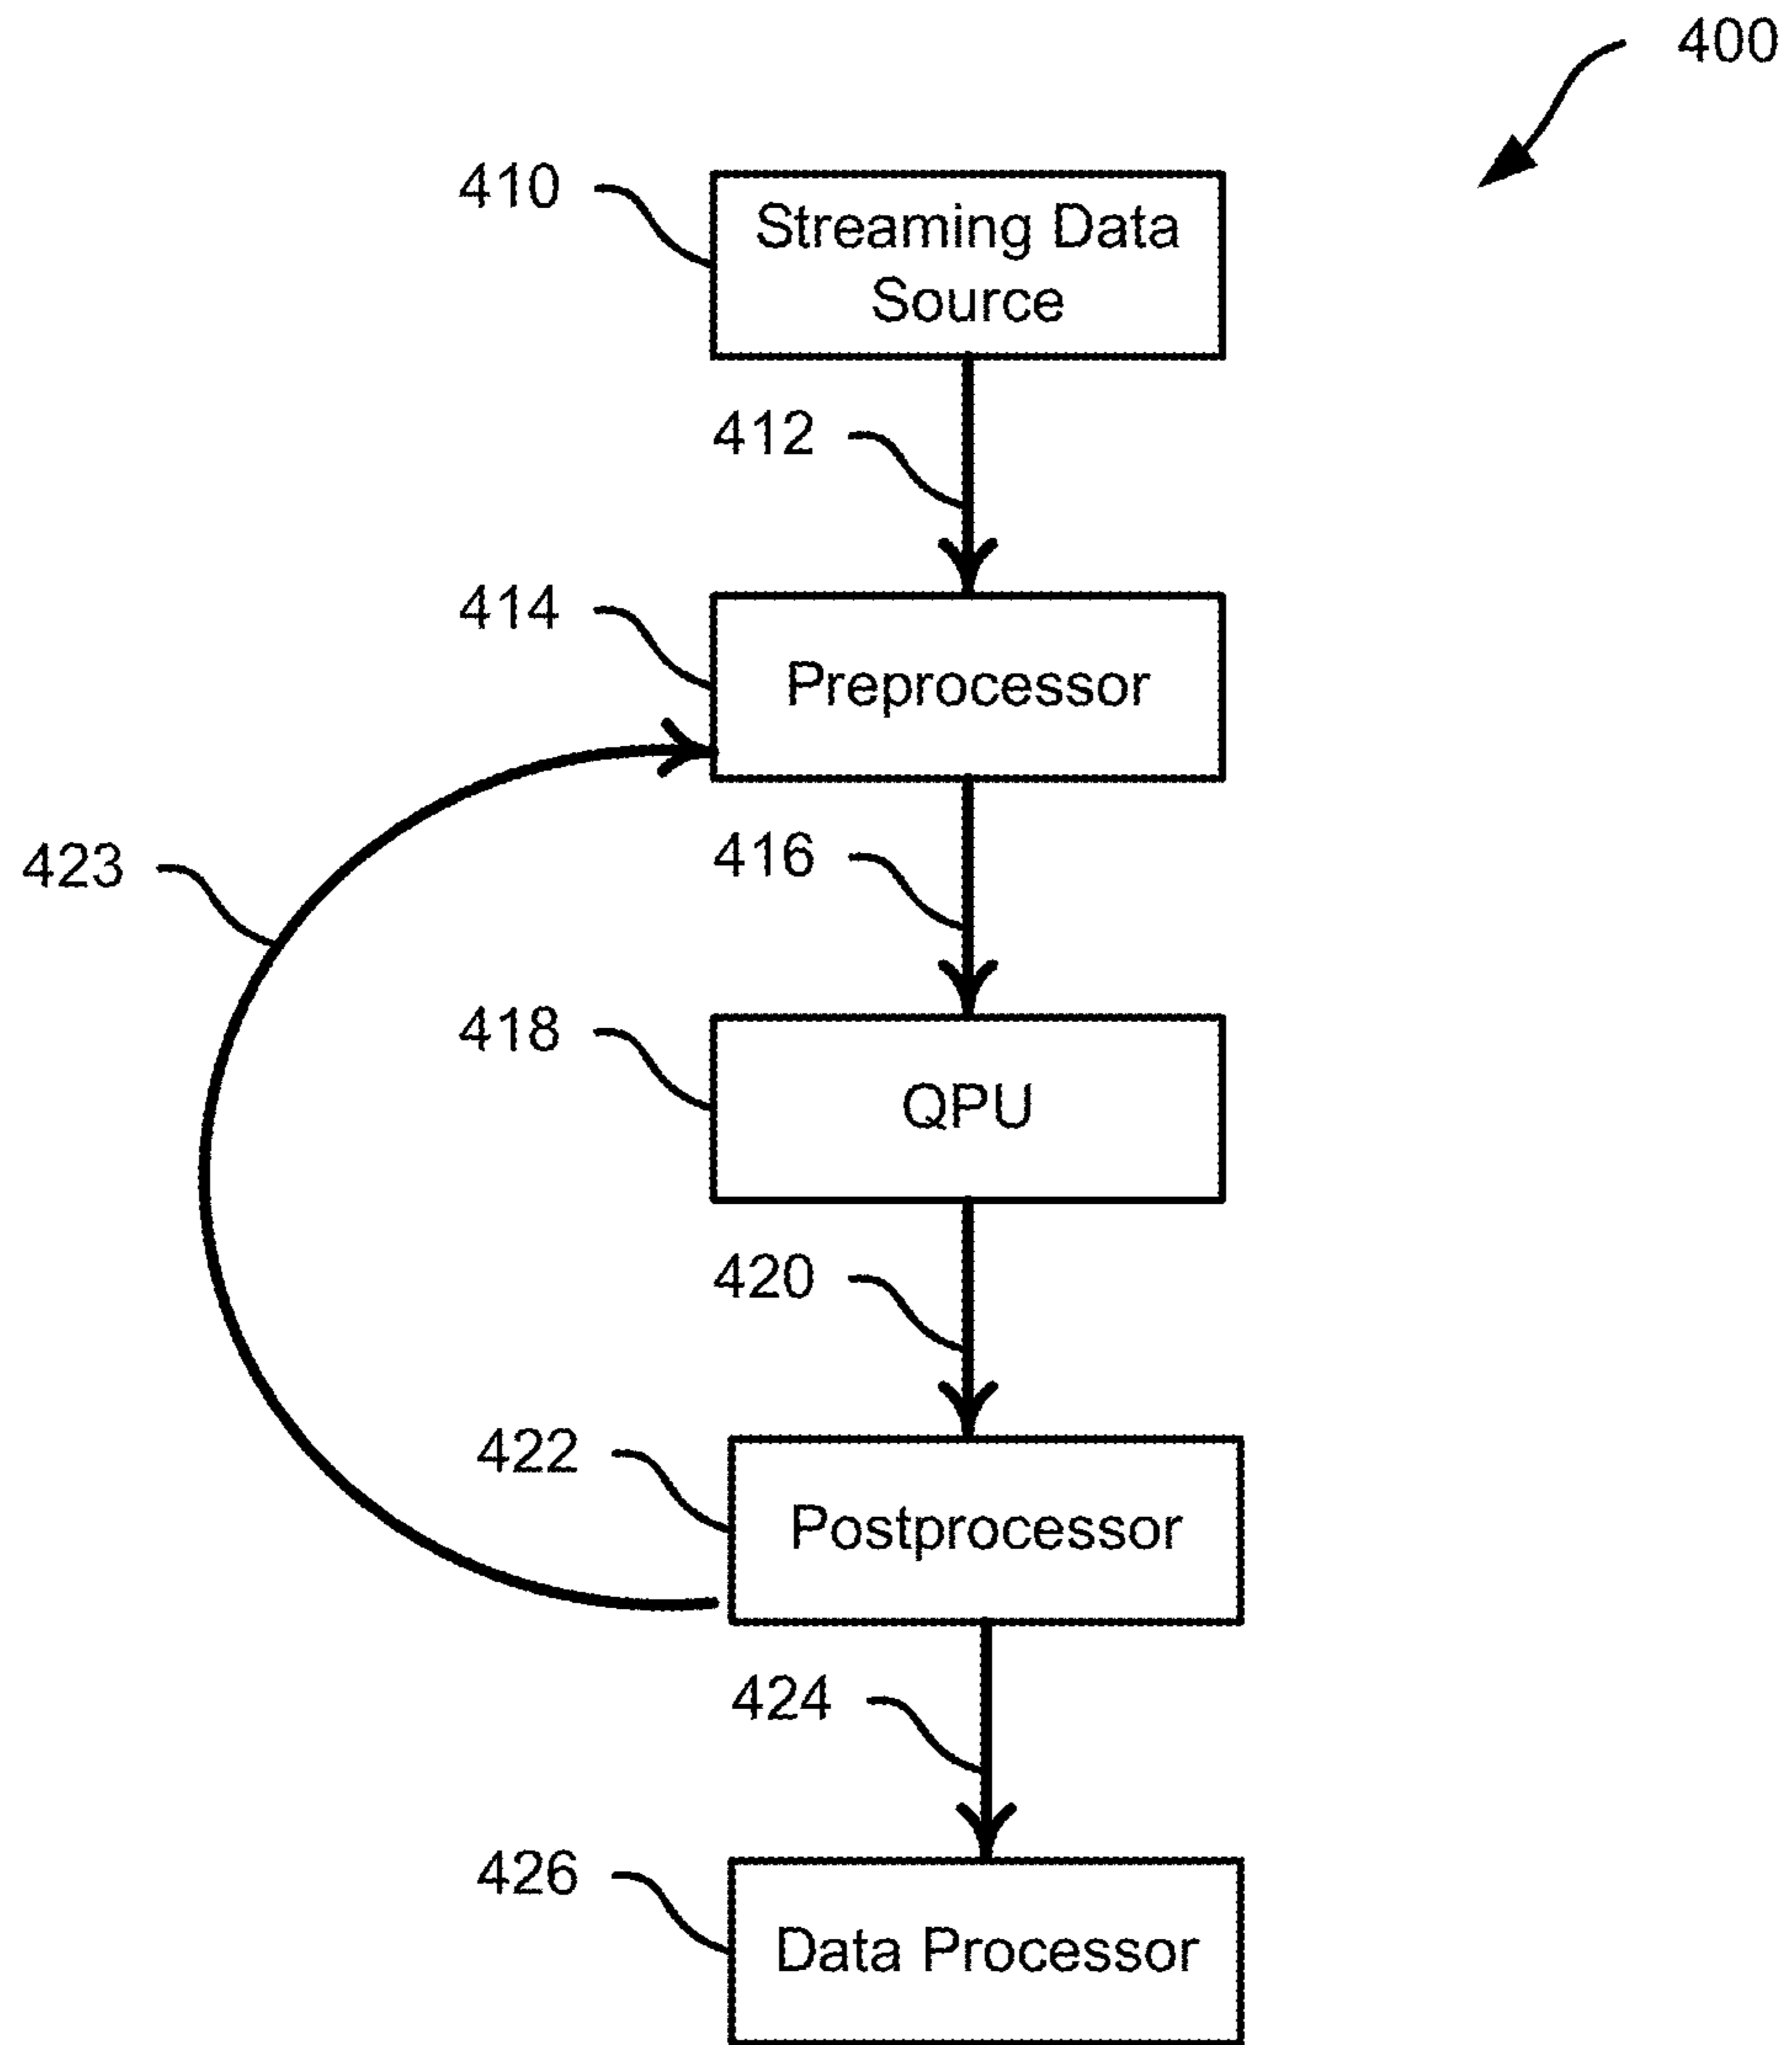 400
410
Streaming Data
Source
412
414
Preprocessor
423
416
418
QPU
420
422
Postprocessor
424
426
Data Processor